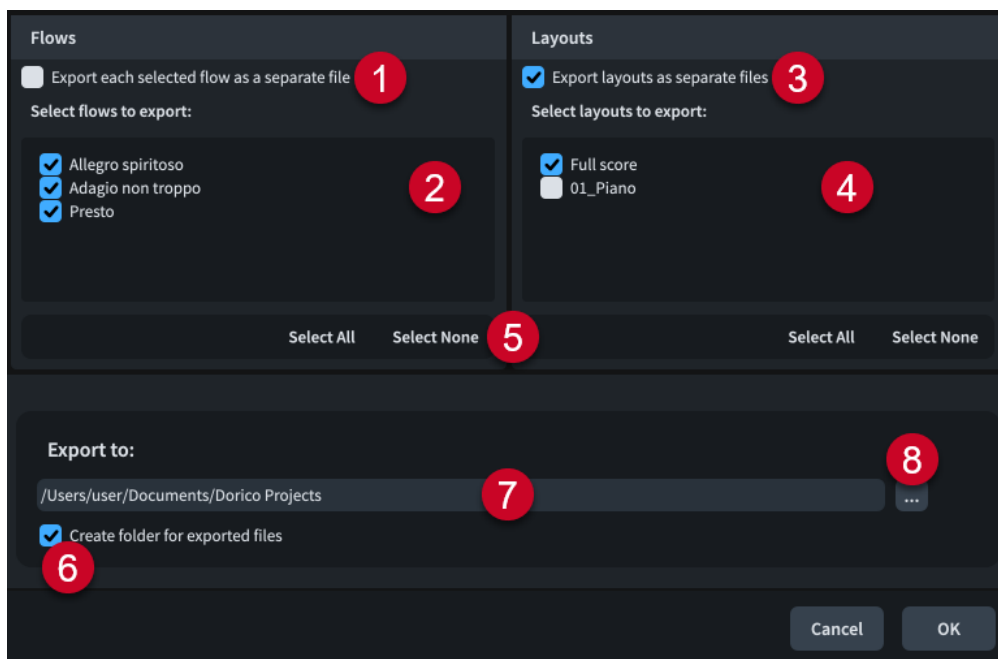 Flows
Export each selected flow as a separate file 1
Select flows to export:
Allegro spiritoso
Adagio non troppo 2
Presto
Select All Select None 5
Layouts
Export layouts as separate files 3
Select layouts to export:
Full score
01_Piano 4
Select All Select None
Export to:
8
/Users/user/Documents/Dorico Projects 7 ...
Create folder for exported files
6
Cancel OK